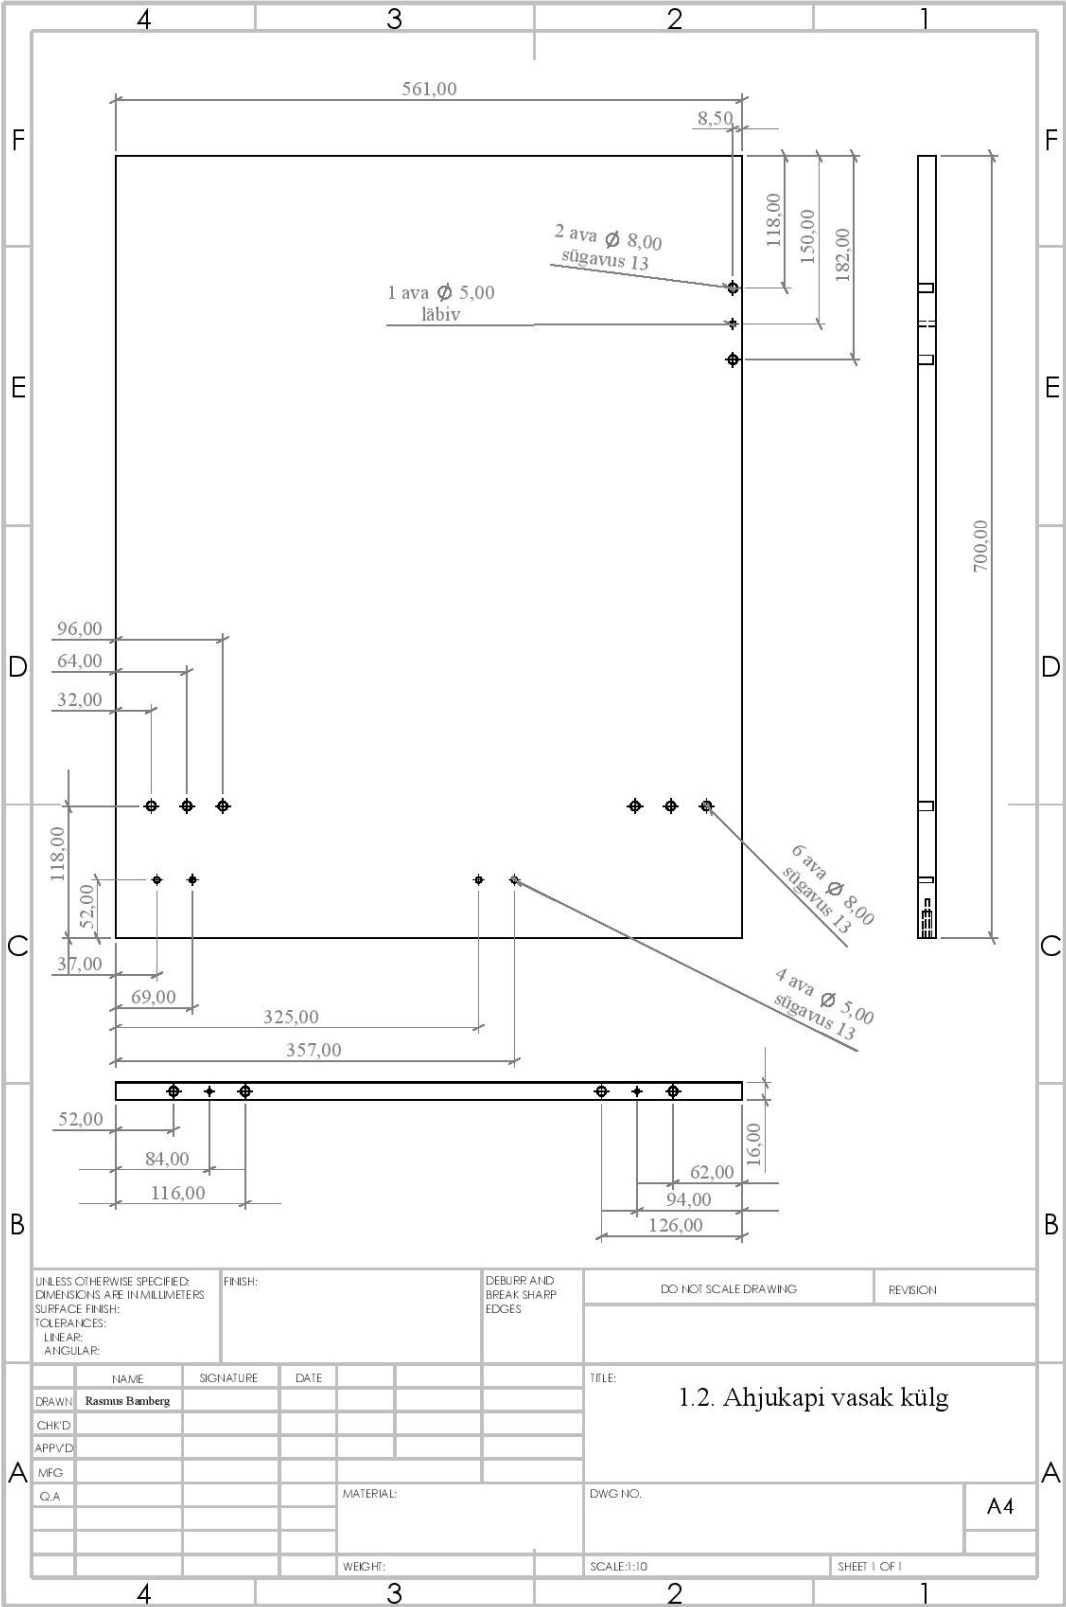 4 3 2 1
561,00
8,50
F F
118,00
150,00
182,00
2 ava Ø 8,00
sügavus 13
1 ava Ø 5,00
läbiv
E E
700,00
96,00
D 64,00 D
32,00
118,00
52,00
6 ava Ø 8,00
sügavus 13
C C
37,00
69,00
4 ava Ø 5,00
sügavus 13
325,00
357,00
52,00
16,00
84,00
62,00
116,00
94,00
B B
126,00
UNLESS OTHERWISE SPECIFIED:
DIMENSIONS ARE IN MILLIMETERS
SURFACE FINISH:
TOLERANCES:
LINEAR:
ANGULAR:
FINISH:
DEBURR AND
BREAK SHARP
EDGES
DO NOT SCALE DRAWING
REVISION
NAME SIGNATURE DATE
DRAWN Rasmus Bamberg
CHK'D
APPV'D
MFG
Q.A
A A
TITLE:
1.2. Ahjukapi vasak külg
MATERIAL:
DWG NO.
A4
WEIGHT:
SCALE:1:10
SHEET 1 OF 1
4 3 2 1